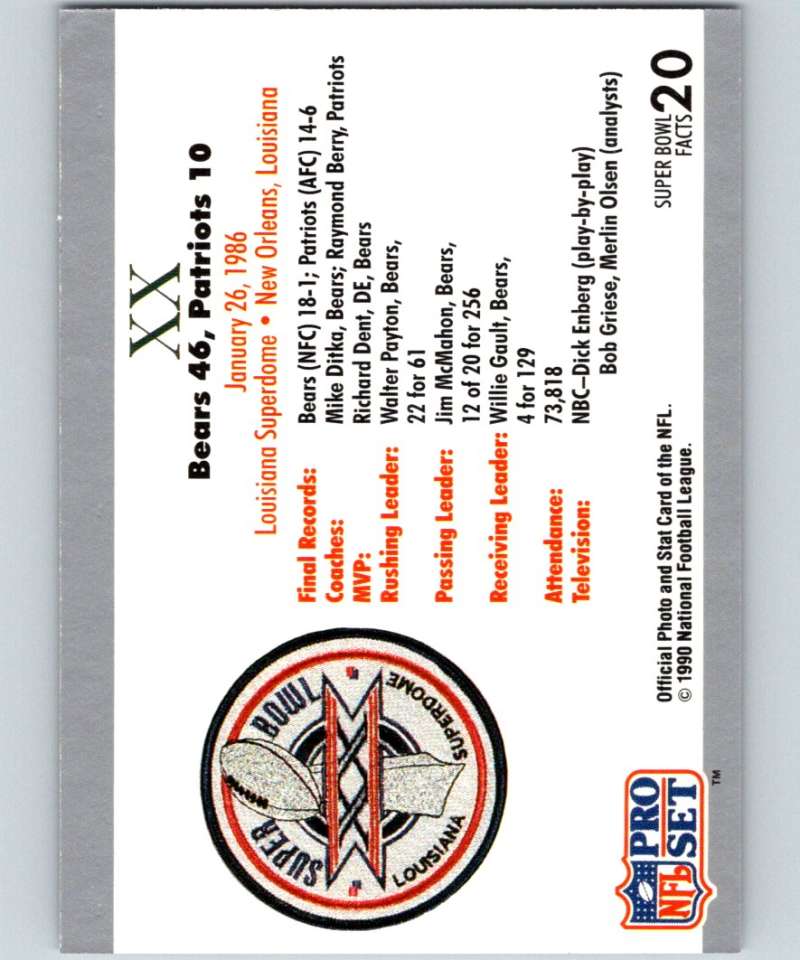 XX
Bears 46, Patriots 10
January 26, 1986
Louisiana Superdome • New Orleans, Louisiana
Final Records: Bears (NFC) 18-1; Patriots (AFC) 14-6
Coaches: Mike Ditka, Bears; Raymond Berry, Patriots
MVP: Richard Dent, DE, Bears
Rushing Leader: Walter Payton, Bears,
22 for 61
Passing Leader: Jim McMahon, Bears,
12 of 20 for 256
Receiving Leader: Willie Gault, Bears,
4 for 129
Attendance: 73,818
Television: NBC–Dick Enberg (play-by-play)
Bob Griese, Merlin Olsen (analysts)
SUPER BOWL
XX
LOUISIANA SUPERDOME
PRO
SET
NFL
TM
Official Photo and Stat Card of the NFL.
© 1990 National Football League.
SUPER BOWL
FACTS 20